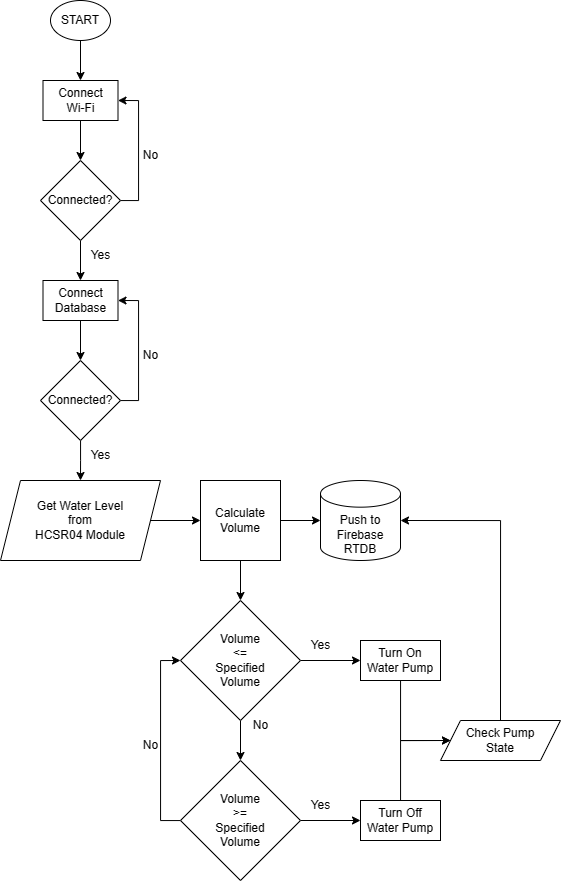 START
Connect
Wi-Fi
No
Connected?
Yes
Connect
Database
No
Connected?
Yes
Get Water Level
from
HCSR04 Module
Calculate
Volume
Push to
Firebase
RTDB
Volume
<=
Specified
Volume
Yes
Turn On
Water Pump
No
No
Check Pump
State
Volume
>=
Specified
Volume
Yes
Turn Off
Water Pump